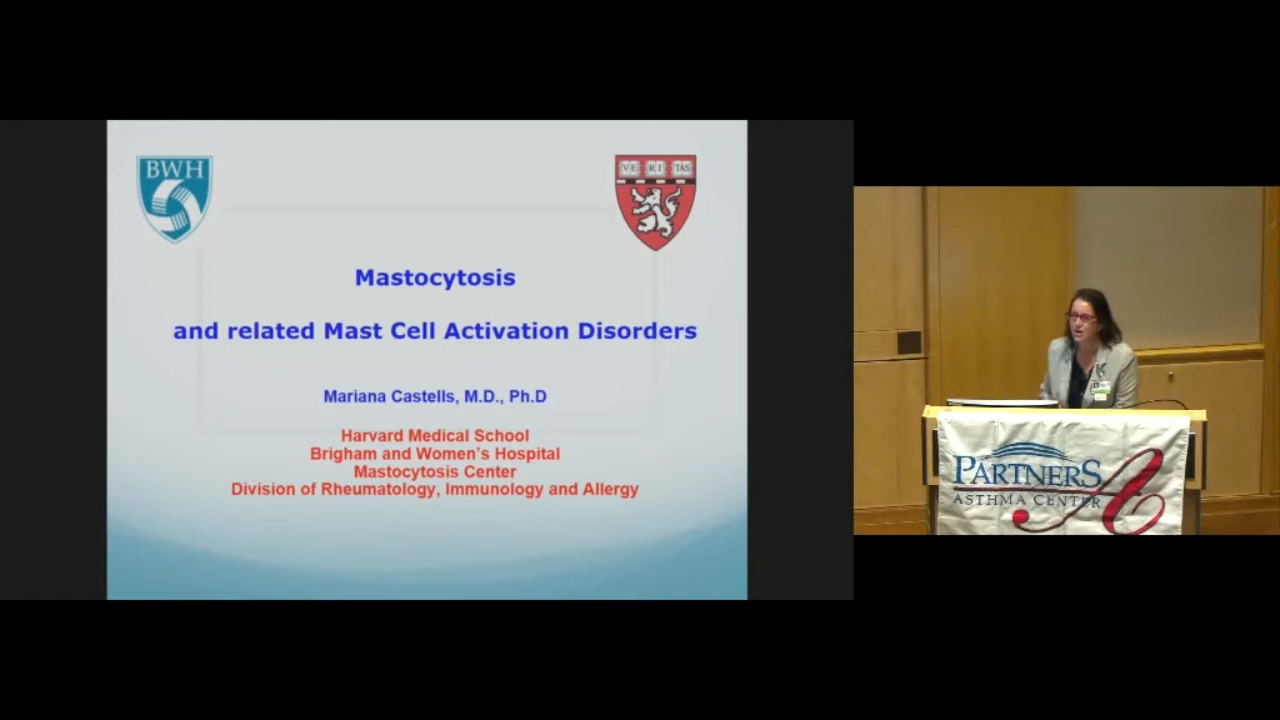 BWH
VE RI TAS
Mastocytosis
and related Mast Cell Activation Disorders
Mariana Castells, M.D., Ph.D
Harvard Medical School
Brigham and Women's Hospital
Mastocytosis Center
Division of Rheumatology, Immunology and Allergy
PARTNERS
ASTHMA CENTER